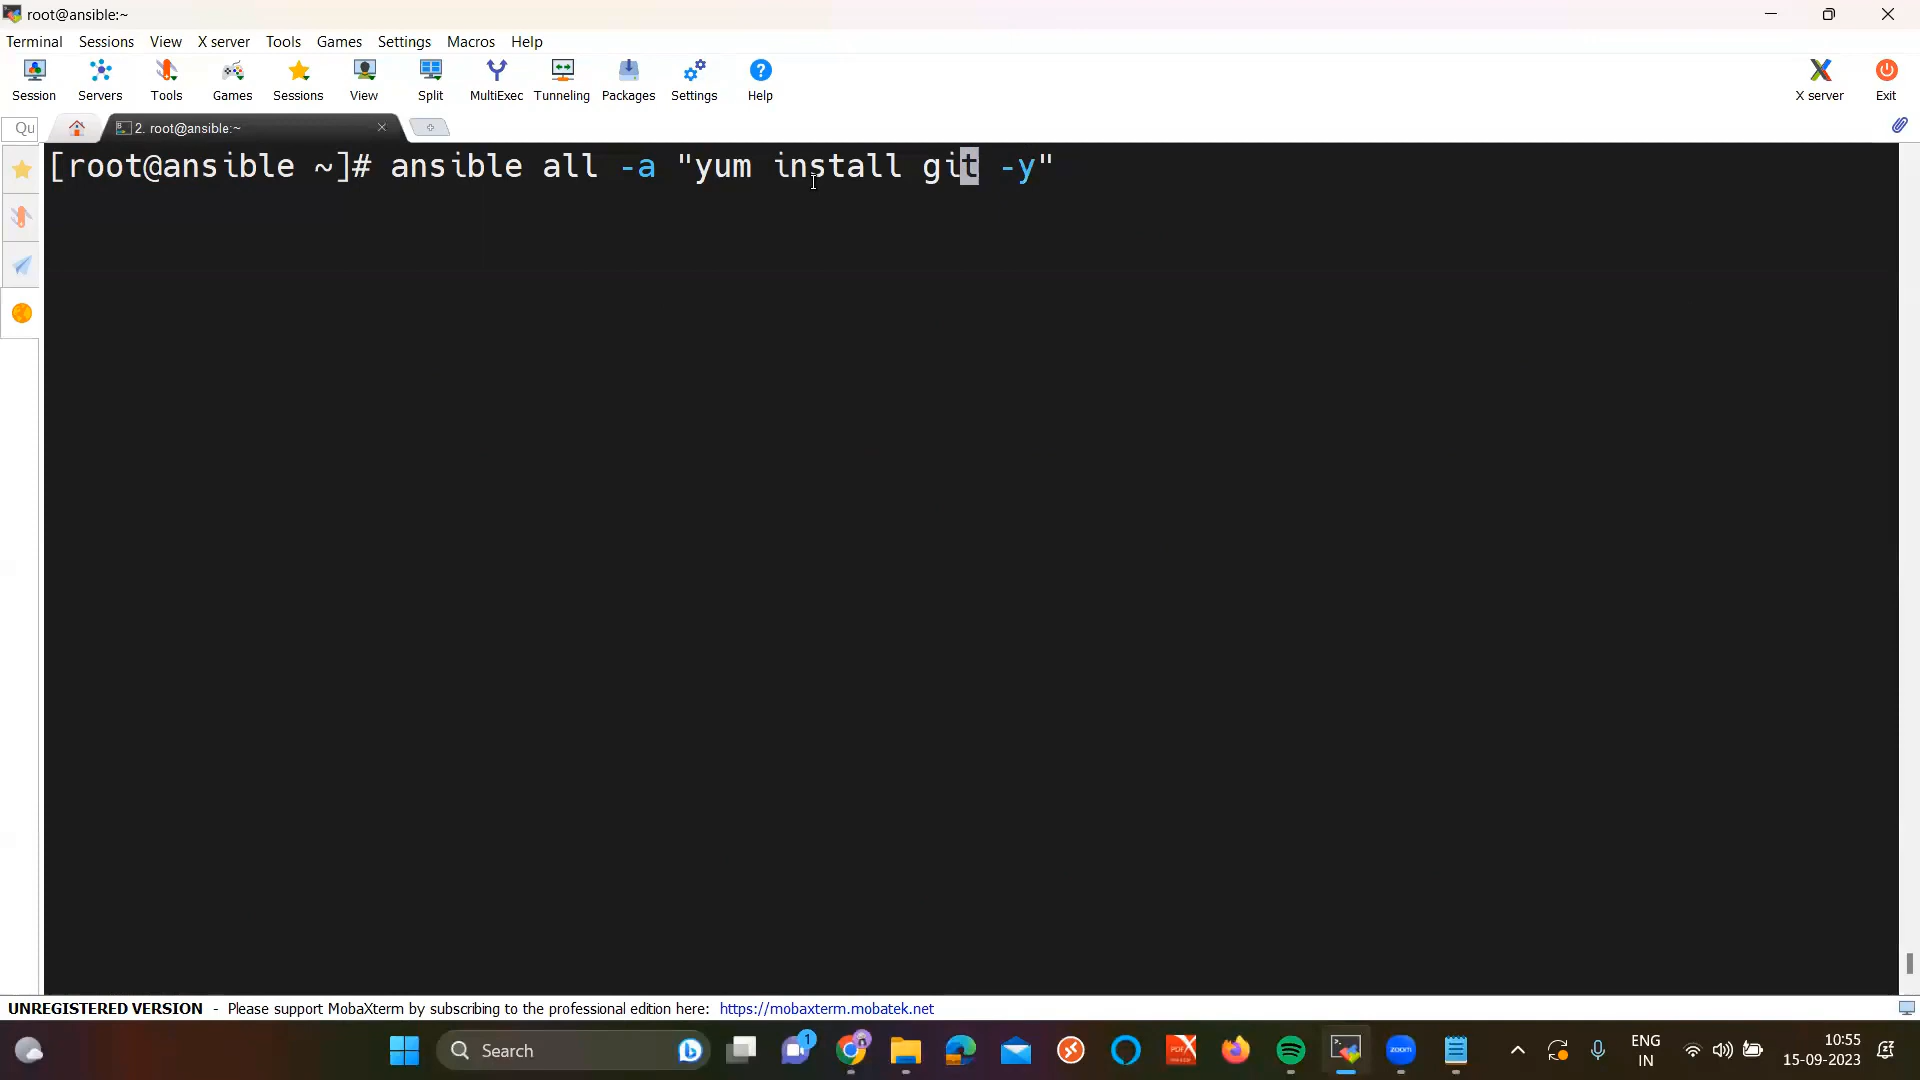 root@ansible:~
Terminal Sessions View X server Tools Games Settings Macros Help
Session Servers Tools Games Sessions View Split MultiExec Tunneling Packages Settings Help X server Exit
Qu 2. root@ansible:~
[root@ansible ~]# ansible all -a "yum install git -y"
UNREGISTERED VERSION - Please support MobaXterm by subscribing to the professional edition here: https://mobaxterm.mobatek.net
Search 1 PDF zoom ENG 10:55
IN 15-09-2023